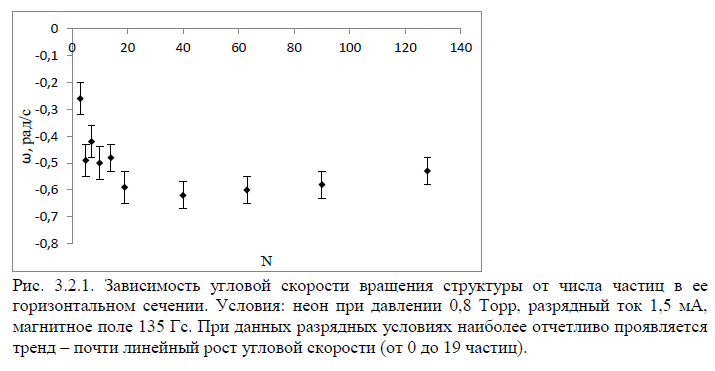 0
0 20 40 60 80 100 120 140
-0,1
-0,2
-0,3
-0,4
-0,5
-0,6
-0,7
-0,8
ω, рад/с
N
Рис. 3.2.1. Зависимость угловой скорости вращения структуры от числа частиц в ее
горизонтальном сечении. Условия: неон при давлении 0,8 Торр, разрядный ток 1,5 мА,
магнитное поле 135 Гс. При данных разрядных условиях наиболее отчетливо проявляется
тренд – почти линейный рост угловой скорости (от 0 до 19 частиц).